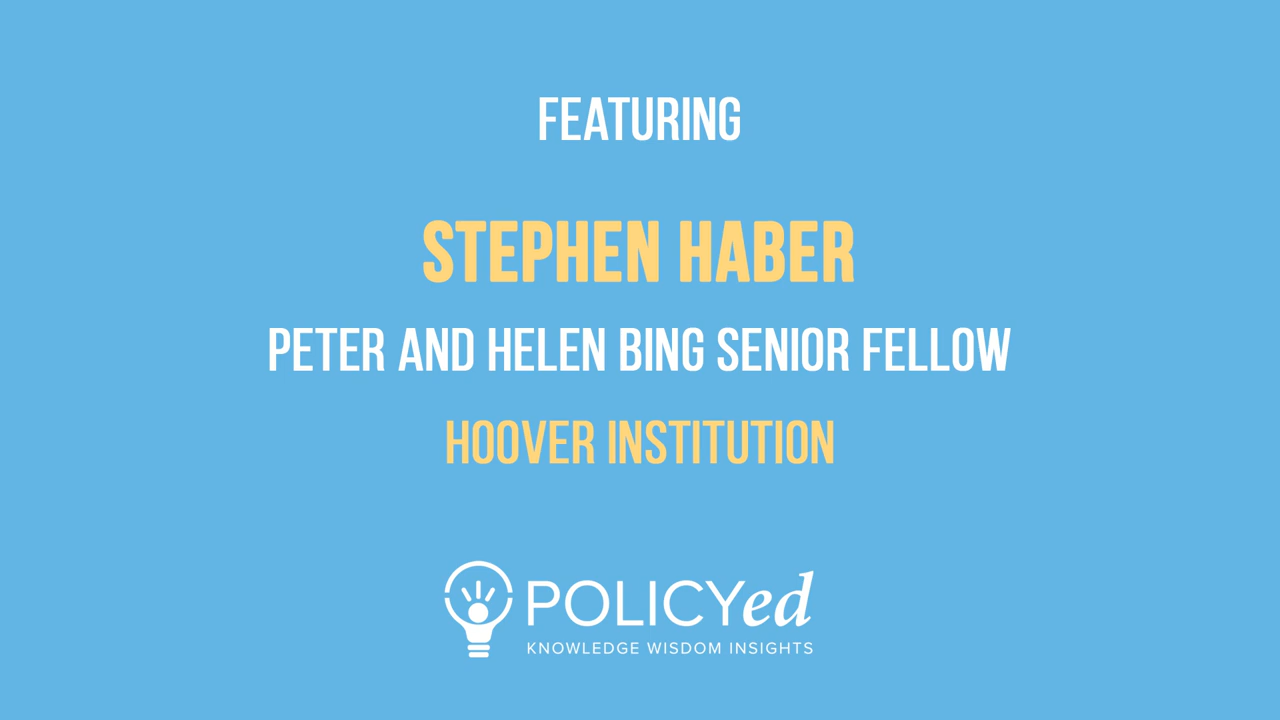 FEATURING
STEPHEN HABER
PETER AND HELEN BING SENIOR FELLOW
HOOVER INSTITUTION
POLICYed
KNOWLEDGE WISDOM INSIGHTS